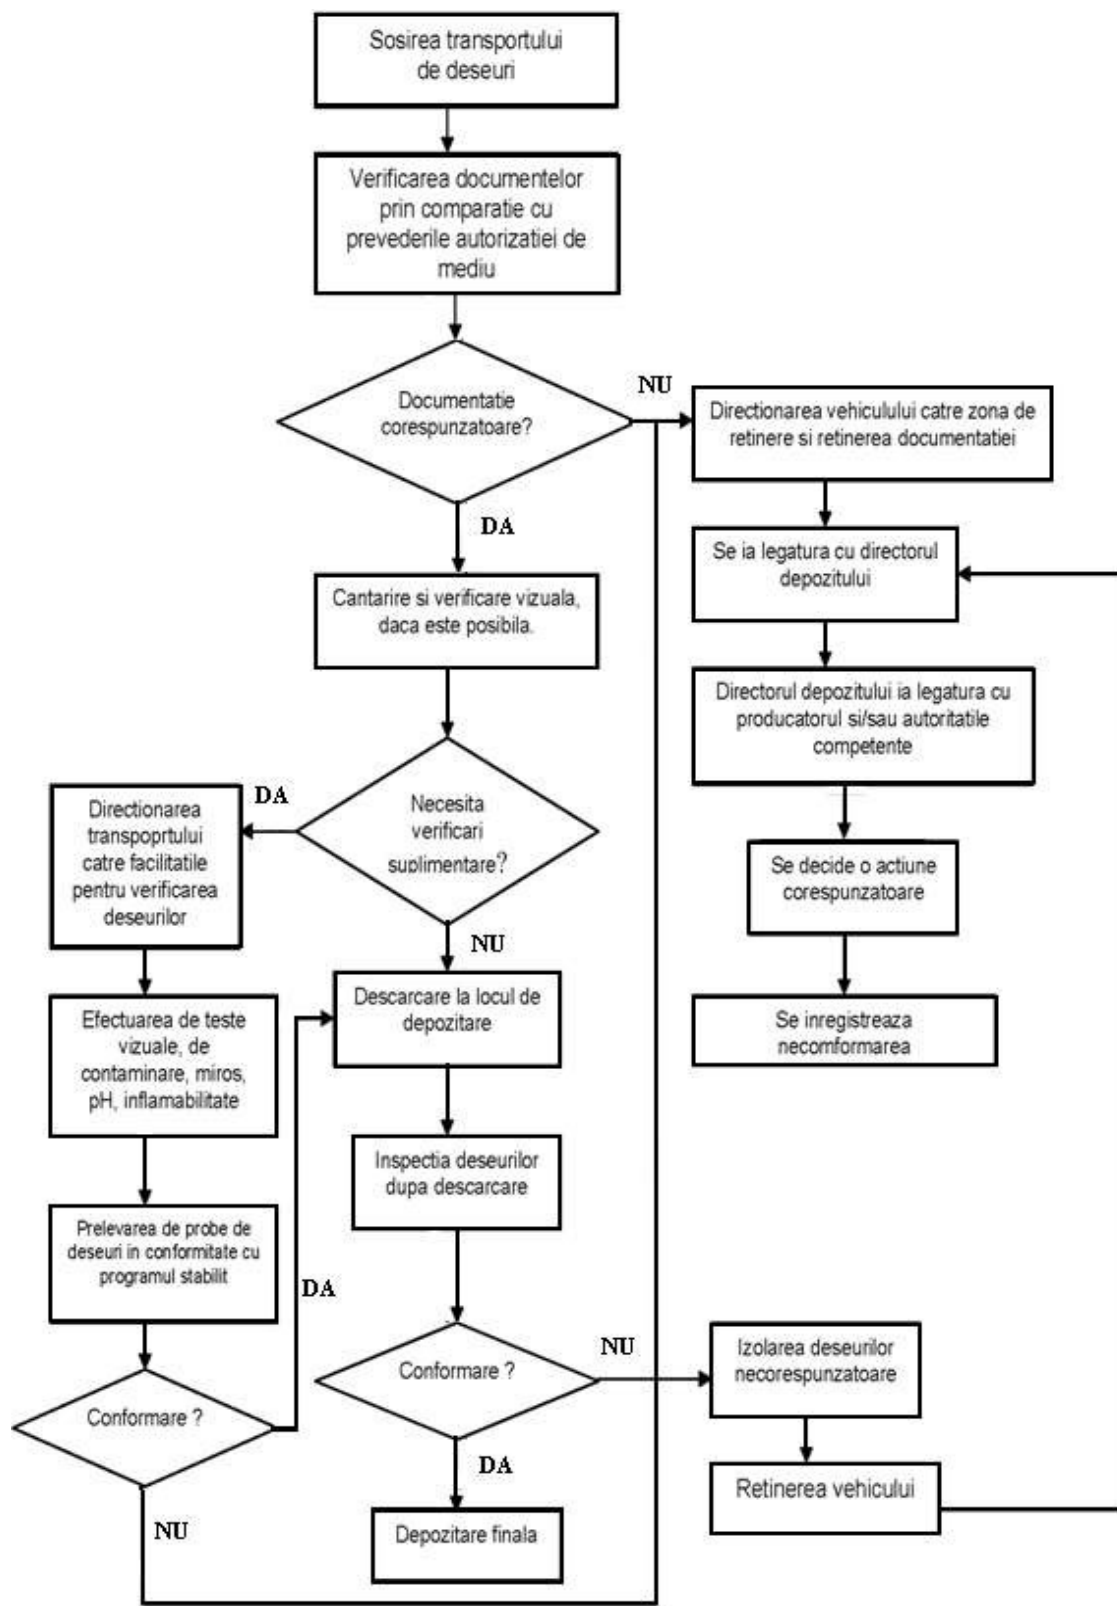 Sosirea transportului
de deseuri
Verificarea documentelor
prin comparatie cu
prevederile autorizatiei de
mediu
Documentatie
corespunzatoare?
NU
Directionarea vehiculului catre zona de
retinere si retinerea documentatiei
DA
Se ia legatura cu directorul
depozitului
Cantarire si verificare vizuala,
daca este posibila.
Directorul depozitului ia legatura cu
producatorul si/sau autoritatile
competente
Necesita
verificari
suplimentare?
DA
Directionarea
transpoprtului
catre facilitatile
pentru verificarea
deseurilor
Se decide o actiune
corespunzatoare
NU
Descarcare la locul de
depozitare
Se inregistreaza
necomformarea
Efectuarea de teste
vizuale, de
contaminare, miros,
pH, inflamabilitate
Inspectia deseurilor
dupa descarcare
Prelevarea de probe de
deseuri in conformitate cu
programul stabilit
DA
Conformare ?
NU
Izolarea deseurilor
necorespunzatoare
Conformare ?
DA
Retinerea vehicului
NU
Depozitare finala